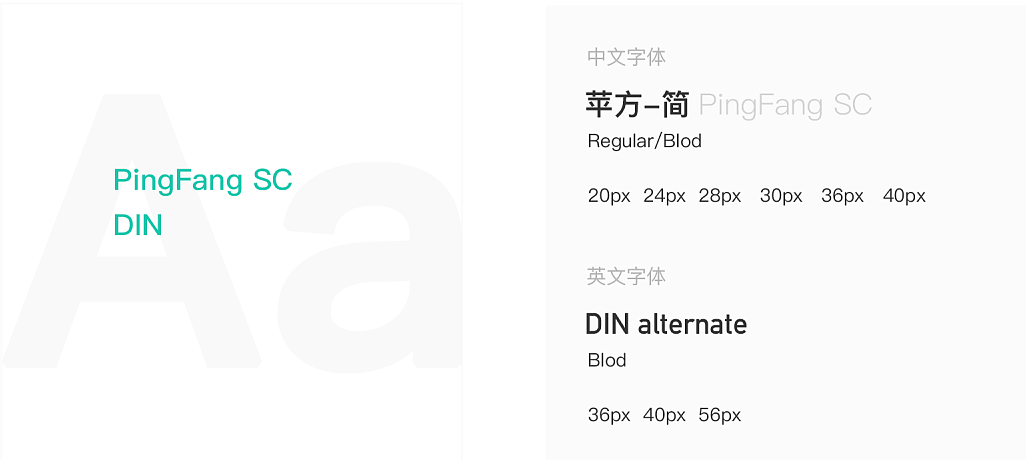 Aa
PingFang SC
DIN
中文字体
苹方-简 PingFang SC
Regular/Blod
20px 24px 28px 30px 36px 40px
英文字体
DIN alternate
Blod
36px 40px 56px